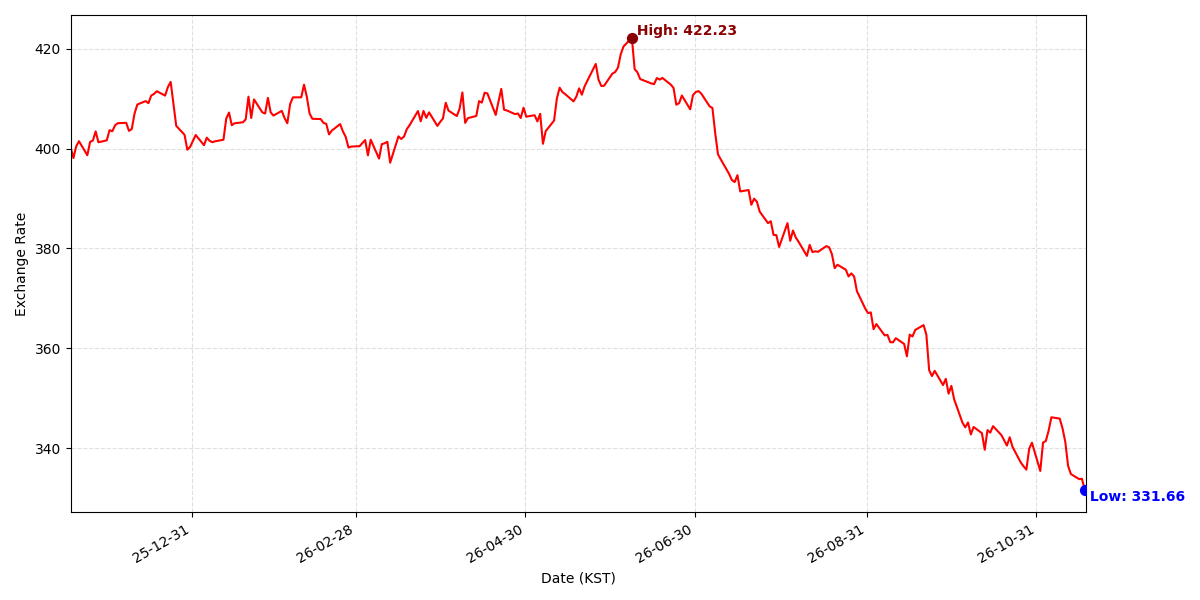 High: 422.23
420
400
380
360
340
Exchange Rate
Low: 331.66
25-12-31
26-02-28
26-04-30
26-06-30
26-08-31
26-10-31
Date (KST)